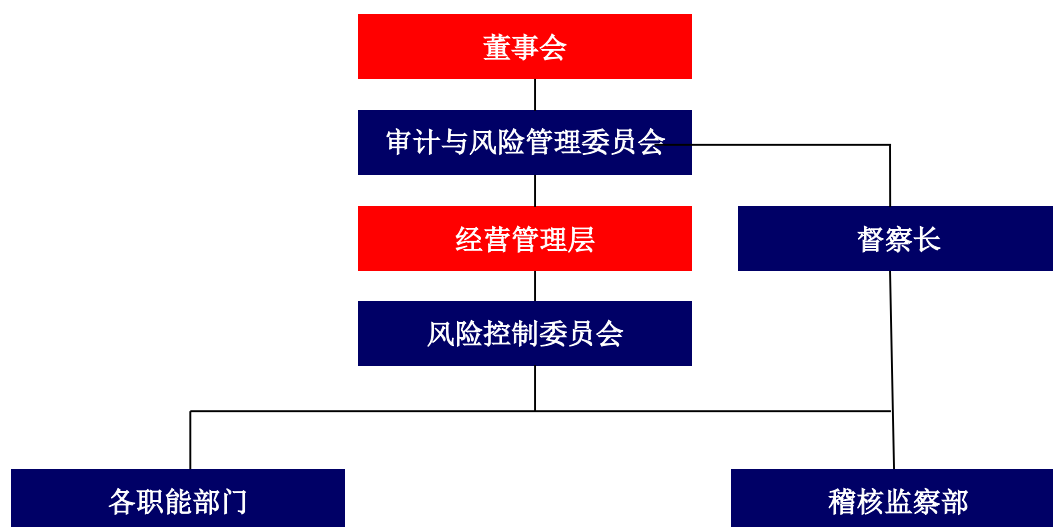 董事会
审计与风险管理委员会
经营管理层
督察长
风险控制委员会
各职能部门
稽核监察部